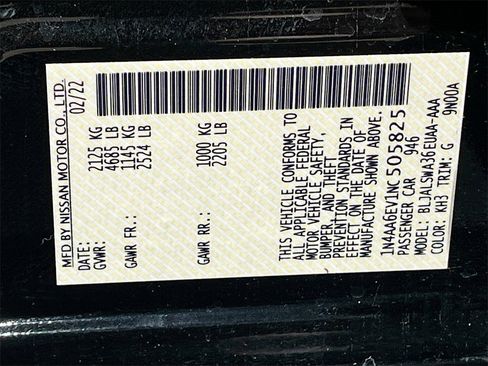 MFD BY NISSAN MOTOR CO., LTD.
DATE: 02/22
GVWR: 2125 KG
4685 LB
GAWR FR.: 1145 KG
2524 LB
GAWR RR.: 1000 KG
2205 LB
THIS VEHICLE CONFORMS TO
ALL APPLICABLE FEDERAL
MOTOR VEHICLE SAFETY,
BUMPER, AND THEFT
PREVENTION STANDARDS IN
EFFECT ON THE DATE OF
MANUFACTURE SHOWN ABOVE.
1N4AA6EV1NC505825
PASSENGER CAR 946
MODEL: BLJALSWA36EUAA-AAA
COLOR: KH3 TRIM: G 9N00A